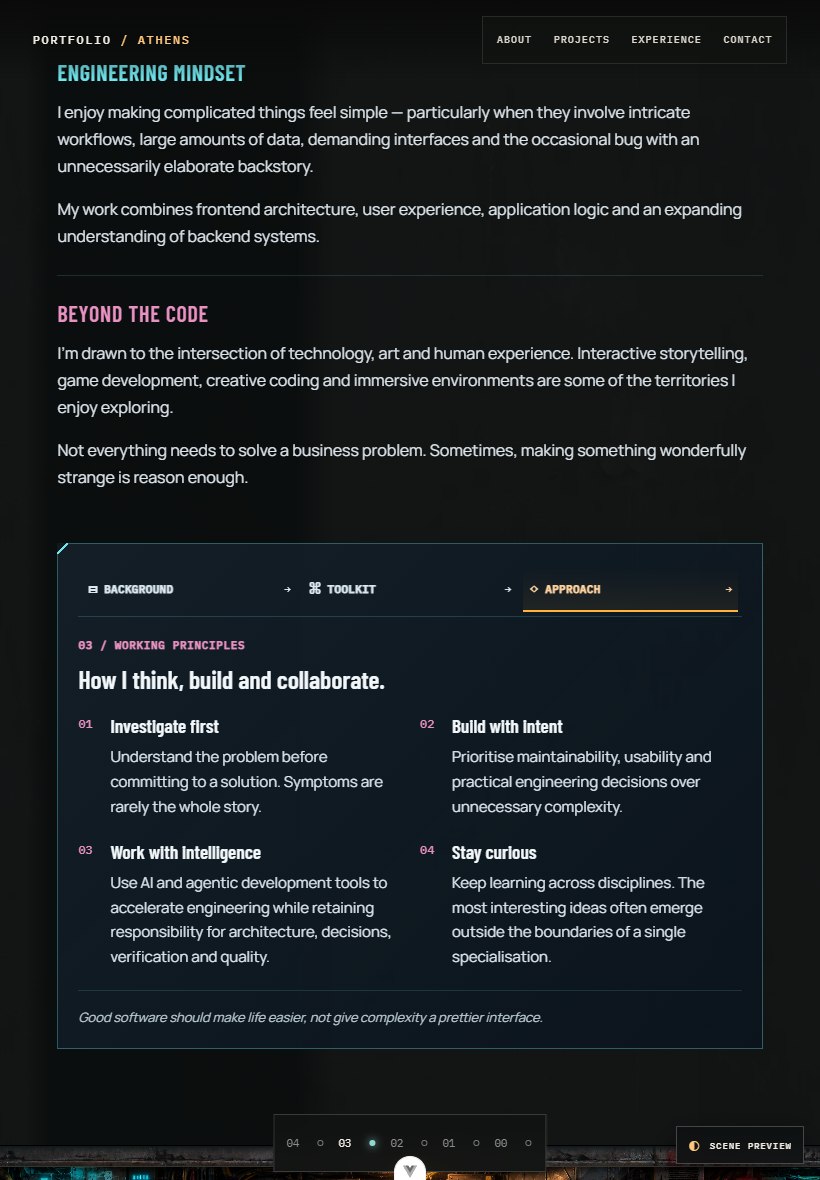 PORTFOLIO / ATHENS
ABOUT PROJECTS EXPERIENCE CONTACT
ENGINEERING MINDSET
I enjoy making complicated things feel simple — particularly when they involve intricate
workflows, large amounts of data, demanding interfaces and the occasional bug with an
unnecessarily elaborate backstory.
My work combines frontend architecture, user experience, application logic and an expanding
understanding of backend systems.
BEYOND THE CODE
I'm drawn to the intersection of technology, art and human experience. Interactive storytelling,
game development, creative coding and immersive environments are some of the territories I
enjoy exploring.
Not everything needs to solve a business problem. Sometimes, making something wonderfully
strange is reason enough.
⊟ BACKGROUND → ⌘ TOOLKIT → ◇ APPROACH →
03 / WORKING PRINCIPLES
How I think, build and collaborate.
01 Investigate first
Understand the problem before
committing to a solution. Symptoms are
rarely the whole story.
02 Build with intent
Prioritise maintainability, usability and
practical engineering decisions over
unnecessary complexity.
03 Work with intelligence
Use AI and agentic development tools to
accelerate engineering while retaining
responsibility for architecture, decisions,
verification and quality.
04 Stay curious
Keep learning across disciplines. The
most interesting ideas often emerge
outside the boundaries of a single
specialisation.
Good software should make life easier, not give complexity a prettier interface.
04 03 02 01 00
SCENE PREVIEW